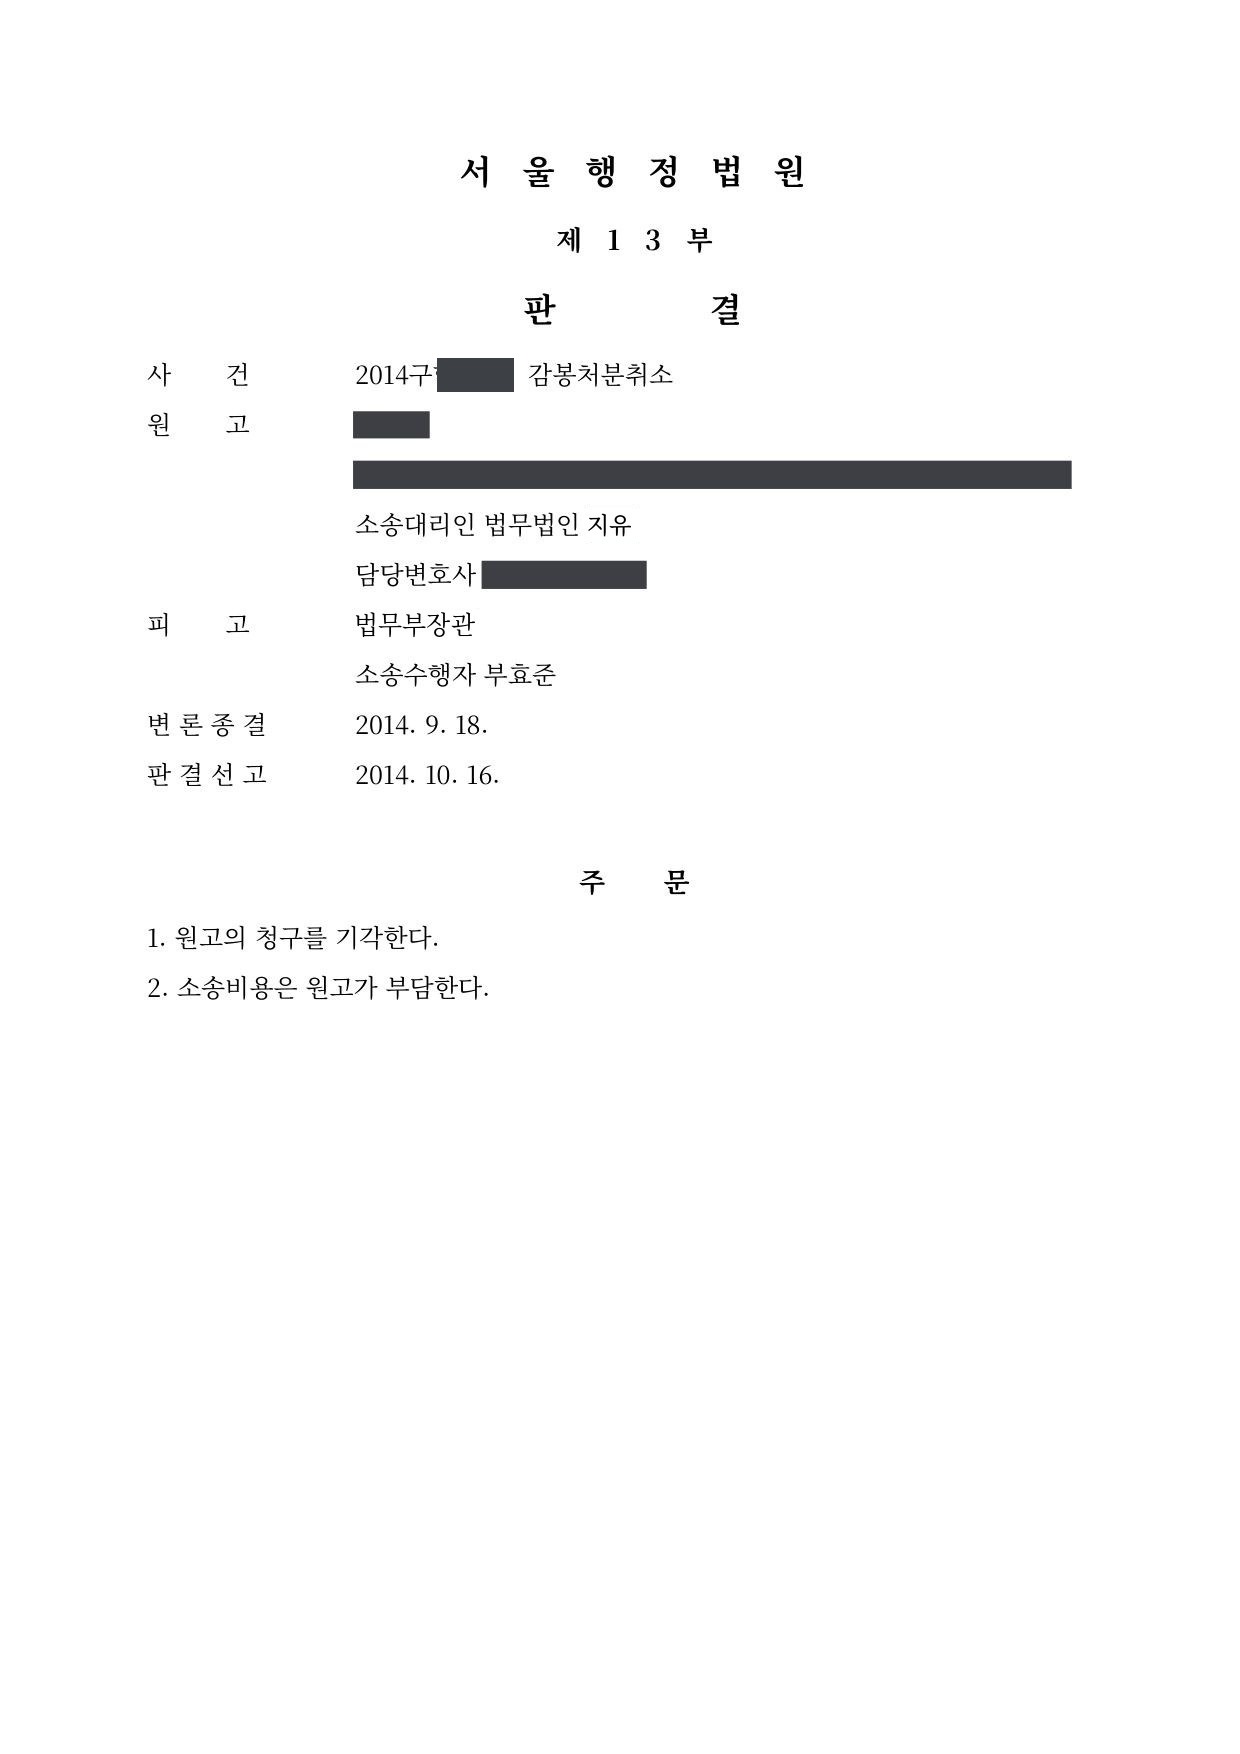 서 울 행 정 법 원
제 1 3 부
판 결
사 건 2014구 감봉처분취소
원 고
소송대리인 법무법인 지유
담당변호사
피 고 법무부장관
소송수행자 부효준
변 론 종 결 2014. 9. 18.
판 결 선 고 2014. 10. 16.
주 문
1. 원고의 청구를 기각한다.
2. 소송비용은 원고가 부담한다.